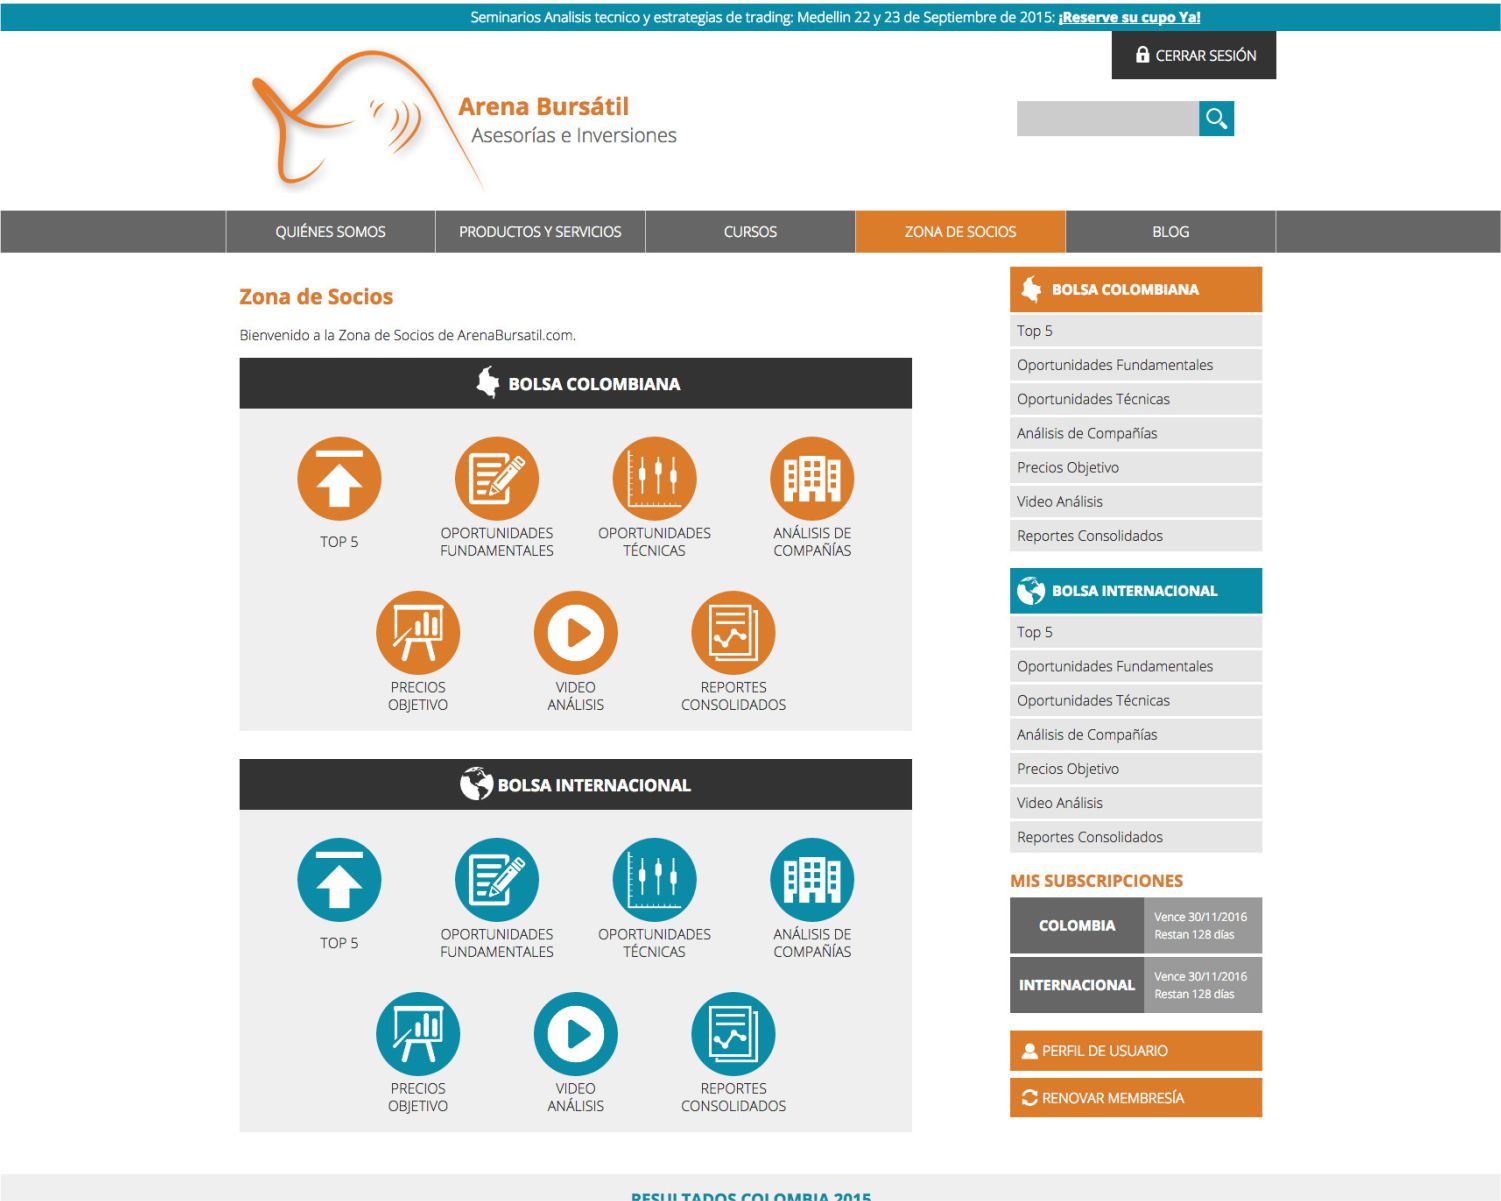 Seminarios Analisis tecnico y estrategias de trading: Medellin 22 y 23 de Septiembre de 2015: ¡Reserve su cupo Ya!
CERRAR SESIÓN
Arena Bursátil
Asesorías e Inversiones
QUIÉNES SOMOS
PRODUCTOS Y SERVICIOS
CURSOS
ZONA DE SOCIOS
BLOG
Zona de Socios
Bienvenido a la Zona de Socios de ArenaBursatil.com.
BOLSA COLOMBIANA
TOP 5
OPORTUNIDADES
FUNDAMENTALES
OPORTUNIDADES
TÉCNICAS
ANÁLISIS DE
COMPAÑÍAS
PRECIOS
OBJETIVO
VIDEO
ANÁLISIS
REPORTES
CONSOLIDADOS
BOLSA INTERNACIONAL
TOP 5
OPORTUNIDADES
FUNDAMENTALES
OPORTUNIDADES
TÉCNICAS
ANÁLISIS DE
COMPAÑÍAS
PRECIOS
OBJETIVO
VIDEO
ANÁLISIS
REPORTES
CONSOLIDADOS
BOLSA COLOMBIANA
Top 5
Oportunidades Fundamentales
Oportunidades Técnicas
Análisis de Compañías
Precios Objetivo
Video Análisis
Reportes Consolidados
BOLSA INTERNACIONAL
Top 5
Oportunidades Fundamentales
Oportunidades Técnicas
Análisis de Compañías
Precios Objetivo
Video Análisis
Reportes Consolidados
MIS SUBSCRIPCIONES
COLOMBIA
Vence 30/11/2016
Restan 128 días
INTERNACIONAL
Vence 30/11/2016
Restan 128 días
PERFIL DE USUARIO
RENOVAR MEMBRESÍA
RESULTADOS COLOMBIA 2015